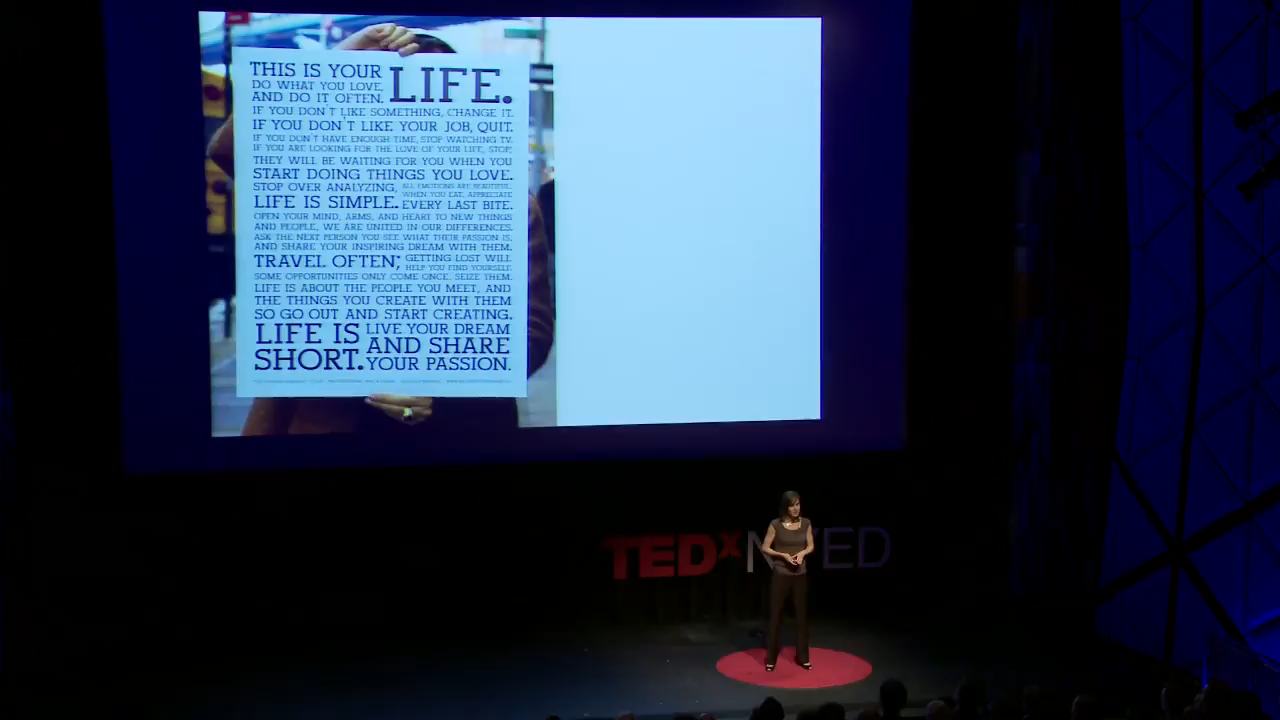 THIS IS YOUR LIFE.
DO WHAT YOU LOVE,
AND DO IT OFTEN.
IF YOU DON'T LIKE SOMETHING, CHANGE IT.
IF YOU DON'T LIKE YOUR JOB, QUIT.
IF YOU DON'T HAVE ENOUGH TIME, STOP WATCHING TV.
IF YOU ARE LOOKING FOR THE LOVE OF YOUR LIFE, STOP;
THEY WILL BE WAITING FOR YOU WHEN YOU
START DOING THINGS YOU LOVE.
STOP OVER ANALYZING,
LIFE IS SIMPLE.
ALL EMOTIONS ARE BEAUTIFUL.
WHEN YOU EAT, APPRECIATE
EVERY LAST BITE.
OPEN YOUR MIND, ARMS, AND HEART TO NEW THINGS
AND PEOPLE, WE ARE UNITED IN OUR DIFFERENCES.
ASK THE NEXT PERSON YOU SEE WHAT THEIR PASSION IS,
AND SHARE YOUR INSPIRING DREAM WITH THEM.
TRAVEL OFTEN;
GETTING LOST WILL
HELP YOU FIND YOURSELF.
SOME OPPORTUNITIES ONLY COME ONCE, SEIZE THEM.
LIFE IS ABOUT THE PEOPLE YOU MEET, AND
THE THINGS YOU CREATE WITH THEM
SO GO OUT AND START CREATING.
LIFE IS
SHORT.
LIVE YOUR DREAM
AND SHARE
YOUR PASSION.
TEDx